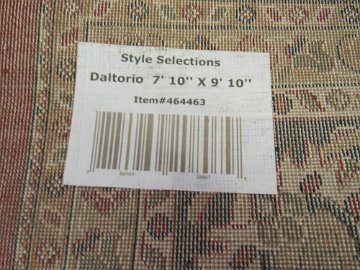 Style Selections
Daltorio 7' 10" X 9' 10"
Item#464463